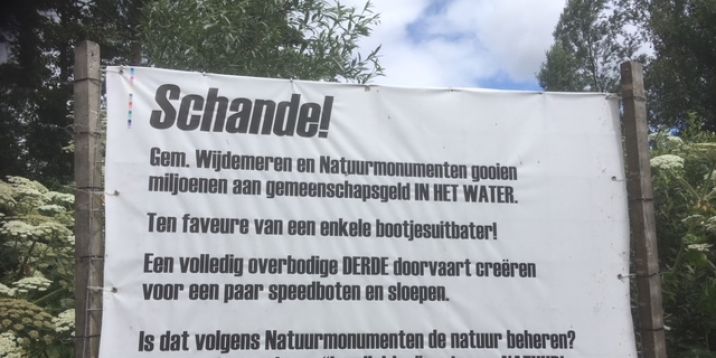 Schande!
Gem. Wijdemeren en Natuurmonumenten gooien
miljoenen aan gemeenschapsgeld IN HET WATER.
Ten faveure van een enkele bootjesuitbater!
Een volledig overbodige DERDE doorvaart creëren
voor een paar speedboten en sloepen.
Is dat volgens Natuurmonumenten de natuur beheren?